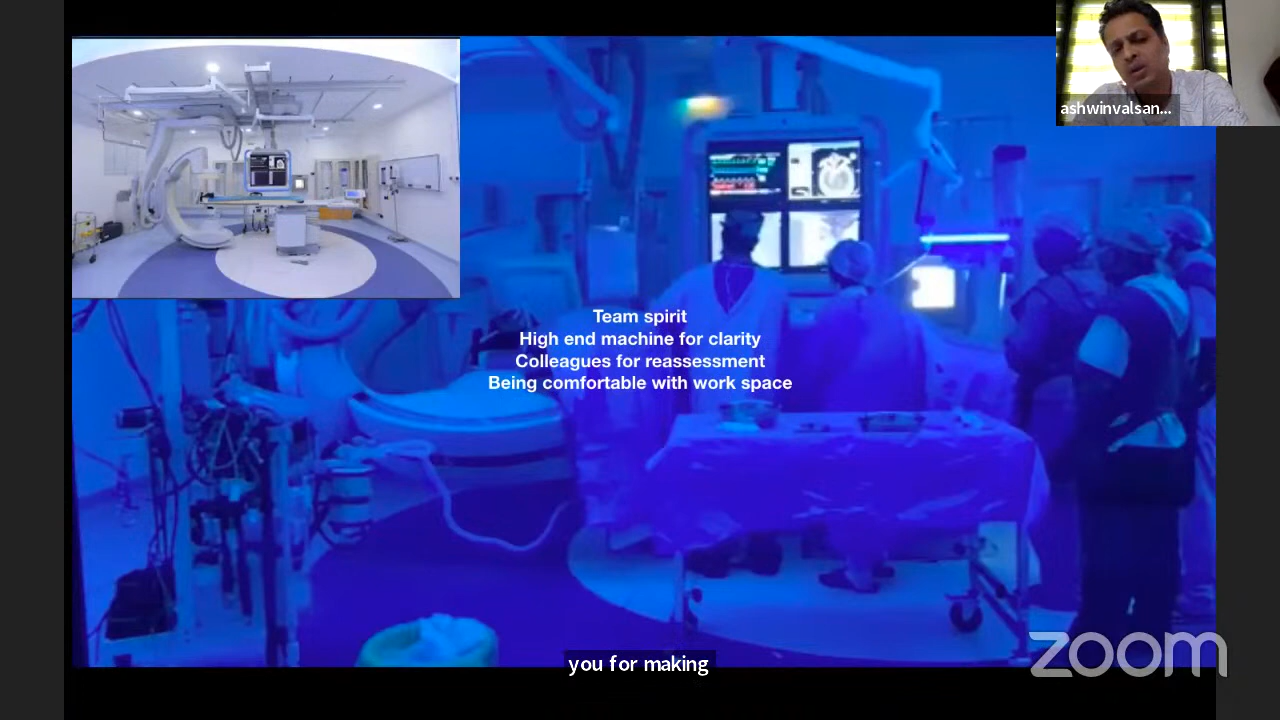 ashwinvalsan...
Team spirit
High end machine for clarity
Colleagues for reassessment
Being comfortable with work space
you for making
zoom